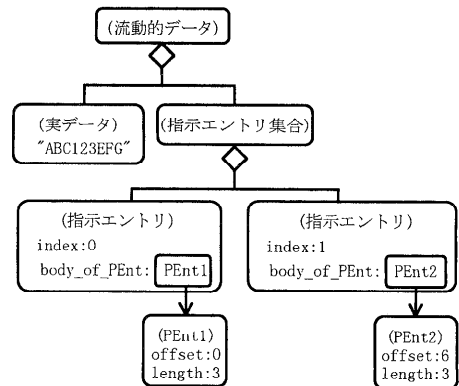 (流動的データ)
(実データ)
"ABC123EFG"
(指示エントリ集合)
(指示エントリ)
index:0
body_of_PEnt: PEnt1
(指示エントリ)
index:1
body_of_PEnt: PEnt2
(PEnt1)
offset:0
length:3
(PEnt2)
offset:6
length:3